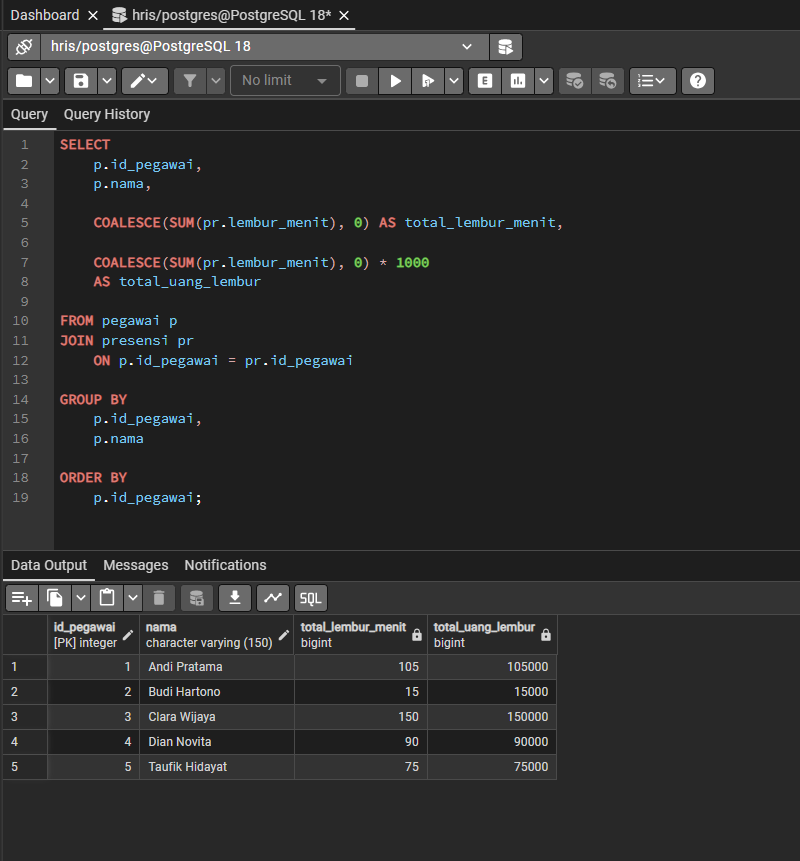 Dashboard
hris/postgres@PostgreSQL 18*
hris/postgres@PostgreSQL 18
No limit
E
Query Query History
1 SELECT
2 p.id_pegawai,
3 p.nama,
4
5 COALESCE(SUM(pr.lembur_menit), 0) AS total_lembur_menit,
6
7 COALESCE(SUM(pr.lembur_menit), 0) * 1000
8 AS total_uang_lembur
9
10 FROM pegawai p
11 JOIN presensi pr
12 ON p.id_pegawai = pr.id_pegawai
13
14 GROUP BY
15 p.id_pegawai,
16 p.nama
17
18 ORDER BY
19 p.id_pegawai;
Data Output Messages Notifications
SQL
id_pegawai nama total_lembur_menit total_uang_lembur
[PK] integer character varying (150) bigint bigint
1 1 Andi Pratama 105 105000
2 2 Budi Hartono 15 15000
3 3 Clara Wijaya 150 150000
4 4 Dian Novita 90 90000
5 5 Taufik Hidayat 75 75000